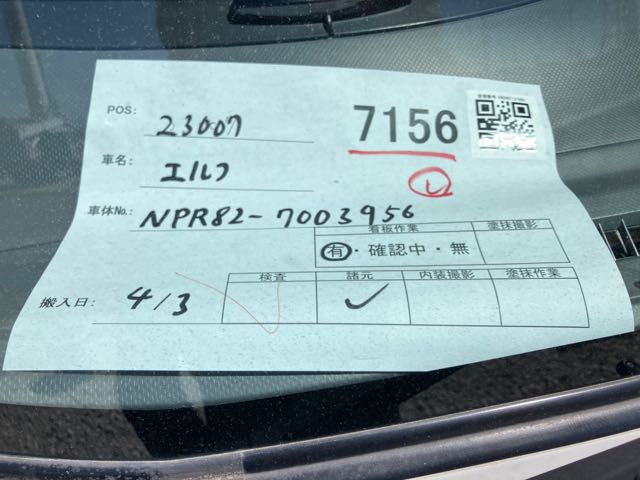 POS: 23007
7156
車名: エルフ
し
車体No.: NPR82-7003956
看板作業 塗抹撮影
有・確認中・無
検査 諸元 内装撮影 塗抹作業
搬入日: 4/3 ✓